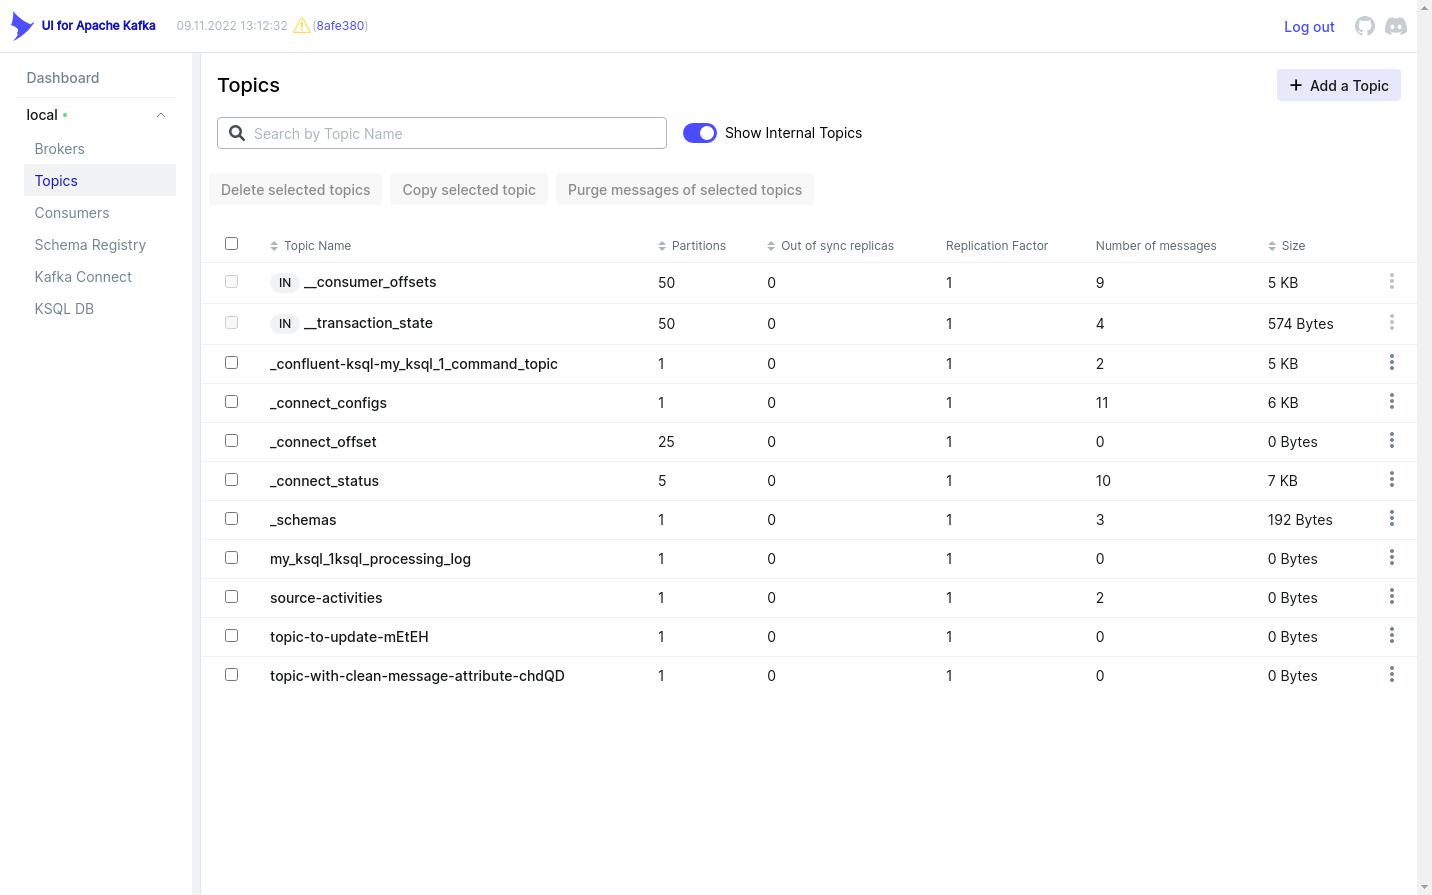 UI for Apache Kafka 09.11.2022 13:12:32 (8afe380) Log out
Dashboard
local
Brokers
Topics
Consumers
Schema Registry
Kafka Connect
KSQL DB
Topics
Add a Topic
Search by Topic Name
Show Internal Topics
Delete selected topics Copy selected topic Purge messages of selected topics
Topic Name Partitions Out of sync replicas Replication Factor Number of messages Size
IN __consumer_offsets 50 0 1 9 5 KB
IN __transaction_state 50 0 1 4 574 Bytes
_confluent-ksql-my_ksql_1_command_topic 1 0 1 2 5 KB
_connect_configs 1 0 1 11 6 KB
_connect_offset 25 0 1 0 0 Bytes
_connect_status 5 0 1 10 7 KB
_schemas 1 0 1 3 192 Bytes
my_ksql_1ksql_processing_log 1 0 1 0 0 Bytes
source-activities 1 0 1 2 0 Bytes
topic-to-update-mEtEH 1 0 1 0 0 Bytes
topic-with-clean-message-attribute-chdQD 1 0 1 0 0 Bytes